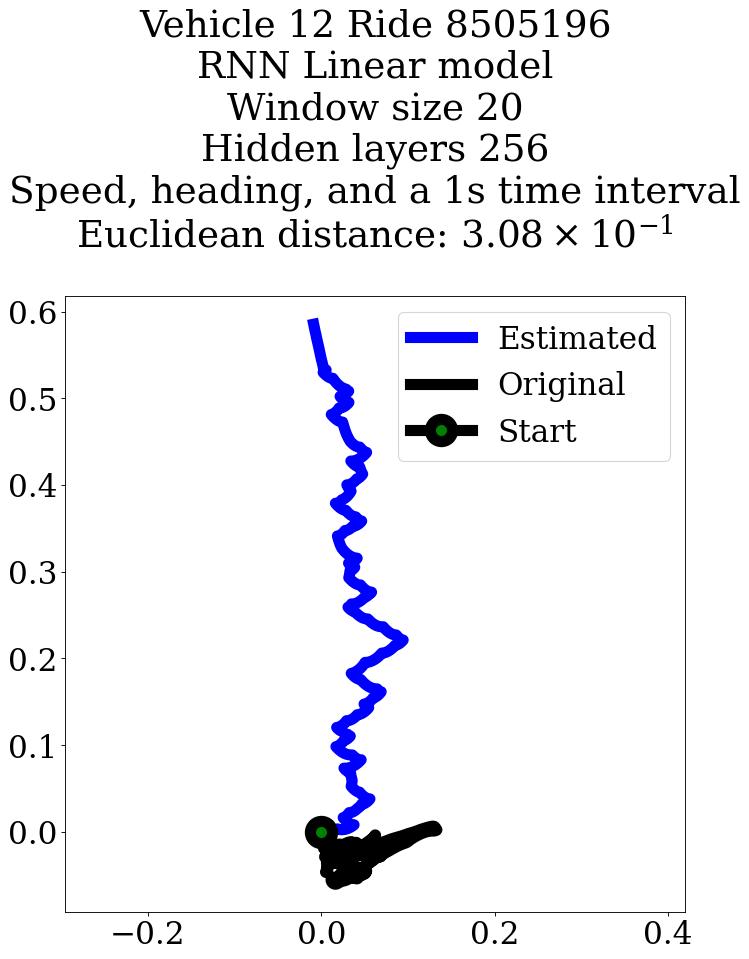 Vehicle 12 Ride 8505196
RNN Linear model
Window size 20
Hidden layers 256
Speed, heading, and a 1s time interval
Euclidean distance: 3.08 × 10⁻¹
0.6
Estimated
0.5
Original
Start
0.4
0.3
0.2
0.1
0.0
−0.2 0.0 0.2 0.4